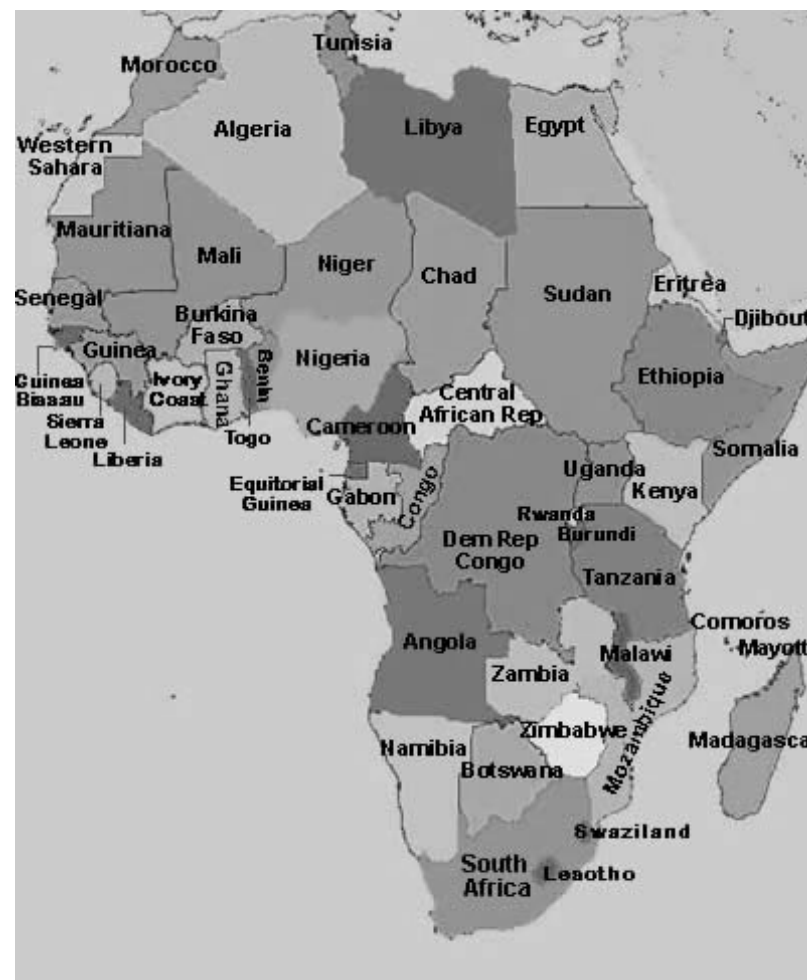 Tunisia
Morocco
Algeria
Libya
Egypt
Western
Sahara
Mauritiana
Mali
Niger
Chad
Sudan
Eritrea
Djibout
Senegal
Burkina
Faso
Guinea
Guinea
Bissau
Sierra
Leone
Liberia
Ivory
Coast
Ghana
Togo
Benin
Nigeria
Cameroon
Central
African Rep
Ethiopia
Somalia
Equitorial
Guinea
Gabon
Congo
Uganda
Kenya
Rwanda
Burundi
Dem Rep
Congo
Tanzania
Comoros
Mayott
Angola
Zambia
Malawi
Mozambique
Zimbabwe
Madagasca
Namibia
Botswana
Swaziland
South
Africa
Lesotho